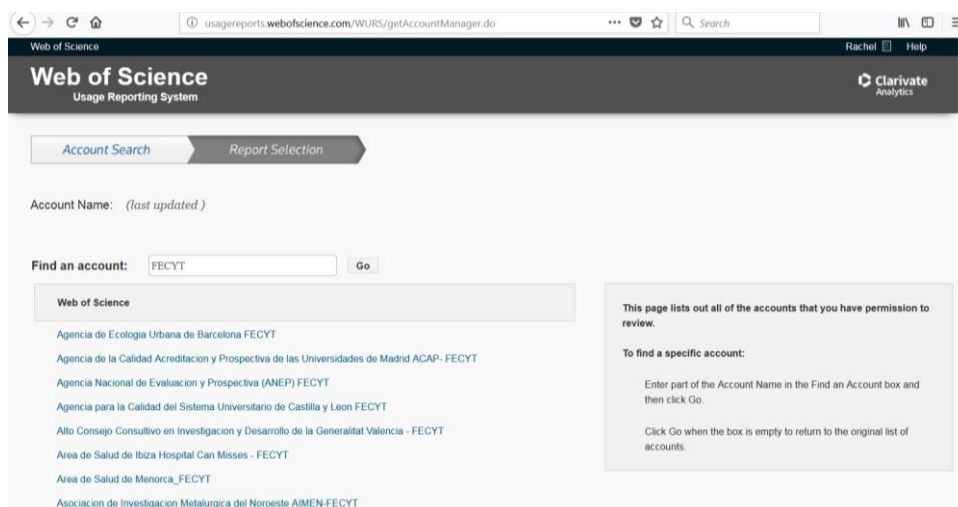 usagereports.webofscience.com/WURS/getAccountManager.do
Search
Web of Science
Rachel
Help
Web of Science
Usage Reporting System
Clarivate
Analytics
Account Search
Report Selection
Account Name: (last updated )
Find an account: FECYT Go
Web of Science
Agencia de Ecologia Urbana de Barcelona FECYT
Agencia de la Calidad Acreditacion y Prospectiva de las Universidades de Madrid ACAP- FECYT
Agencia Nacional de Evaluacion y Prospectiva (ANEP) FECYT
Agencia para la Calidad del Sistema Universitario de Castilla y Leon FECYT
Alto Consejo Consultivo en Investigacion y Desarrollo de la Generalitat Valencia - FECYT
Area de Salud de Ibiza Hospital Can Misses - FECYT
Area de Salud de Menorca_FECYT
Asociacion de Investigacion Metalurgica del Noroeste AIMEN-FECYT
This page lists out all of the accounts that you have permission to
review.
To find a specific account:
Enter part of the Account Name in the Find an Account box and
then click Go.
Click Go when the box is empty to return to the original list of
accounts.